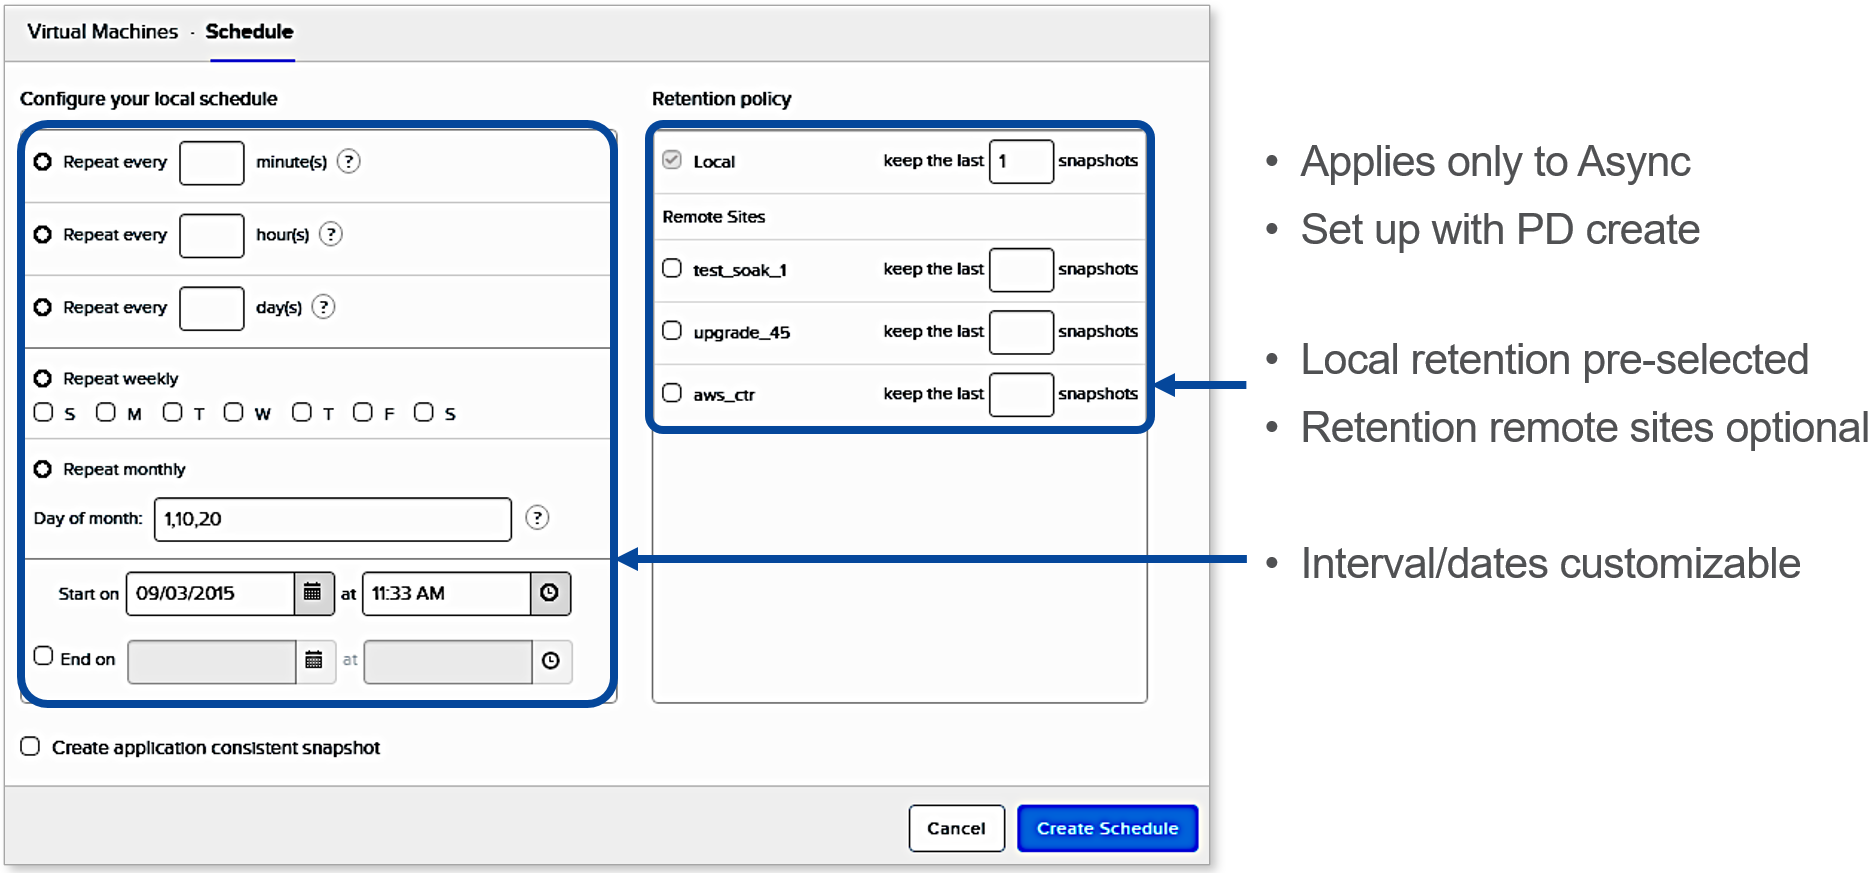 Virtual Machines · Schedule
Configure your local schedule
Repeat every minute(s) ?
Repeat every hour(s) ?
Repeat every day(s) ?
Repeat weekly
S M T W T F S
Repeat monthly
Day of month: 1,10,20 ?
Start on 09/03/2015 at 11:33 AM
End on at
Create application consistent snapshot
Retention policy
Local keep the last 1 snapshots
Remote Sites
test_soak_1 keep the last snapshots
upgrade_45 keep the last snapshots
aws_ctr keep the last snapshots
Cancel Create Schedule
• Applies only to Async
• Set up with PD create
• Local retention pre-selected
• Retention remote sites optional
• Interval/dates customizable